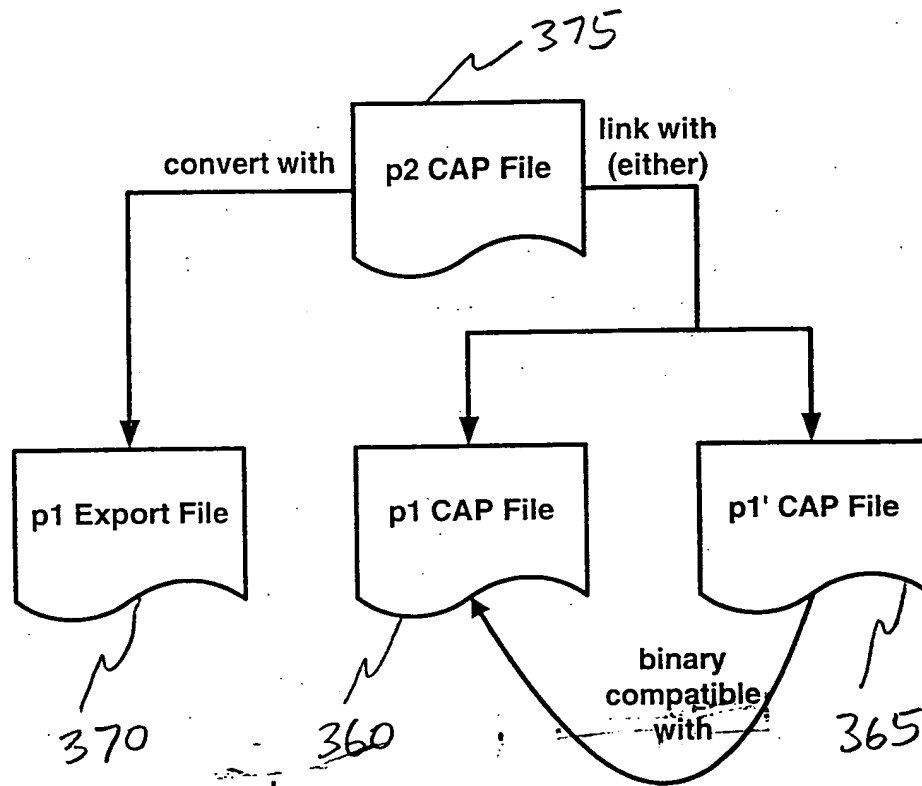 375
convert with
p2 CAP File
link with
(either)
p1 Export File
p1 CAP File
p1' CAP File
binary
compatible
with
370
360
365